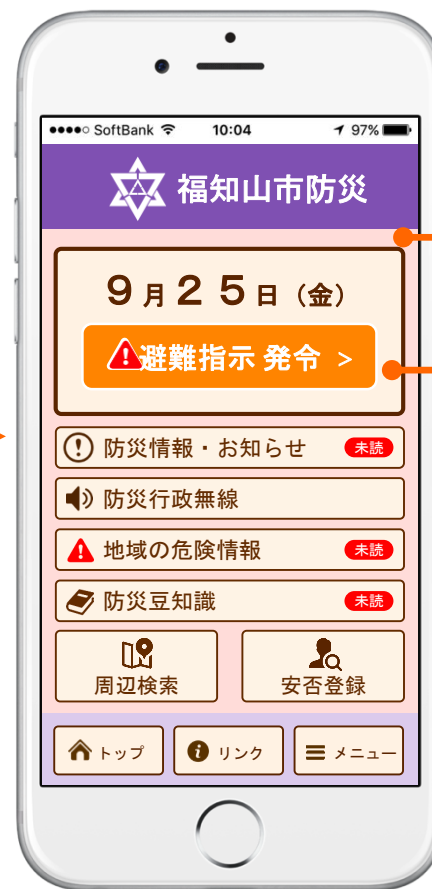 SoftBank 10:04 97%
福知山市防災
9月25日（金）
避難指示 発令 ＞
防災情報・お知らせ 未読
防災行政無線
地域の危険情報 未読
防災豆知識 未読
周辺検索 安否登録
トップ リンク メニュー